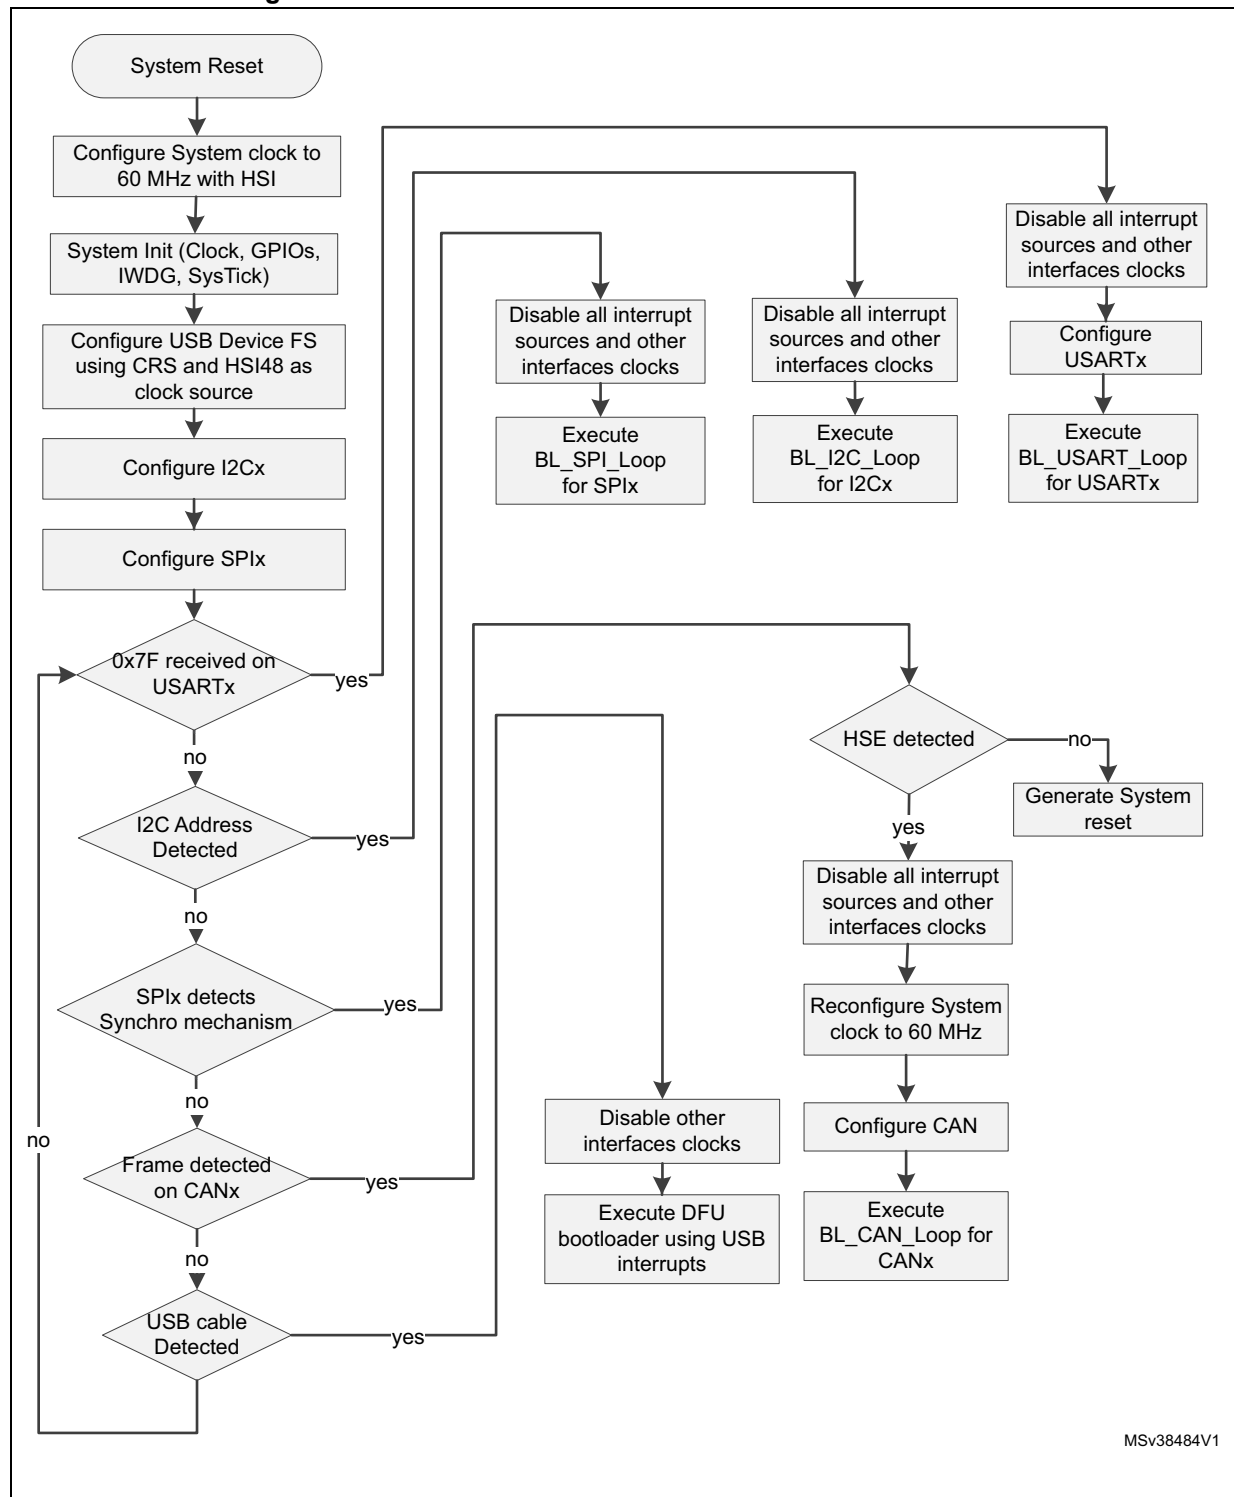 System Reset
Configure System clock to
60 MHz with HSI
System Init (Clock, GPIOs,
IWDG, SysTick)
Configure USB Device FS
using CRS and HSI48 as
clock source
Configure I2Cx
Configure SPIx
0x7F received on
USARTx
yes
no
I2C Address
Detected
yes
no
SPIx detects
Synchro mechanism
yes
no
Frame detected
on CANx
yes
no
USB cable
Detected
yes
no
Disable all interrupt
sources and other
interfaces clocks
Execute
BL_SPI_Loop
for SPIx
Disable all interrupt
sources and other
interfaces clocks
Execute
BL_I2C_Loop
for I2Cx
Disable all interrupt
sources and other
interfaces clocks
Configure
USARTx
Execute
BL_USART_Loop
for USARTx
HSE detected
no
Generate System
reset
yes
Disable all interrupt
sources and other
interfaces clocks
Reconfigure System
clock to 60 MHz
Configure CAN
Execute
BL_CAN_Loop for
CANx
Disable other
interfaces clocks
Execute DFU
bootloader using USB
interrupts
MSv38484V1